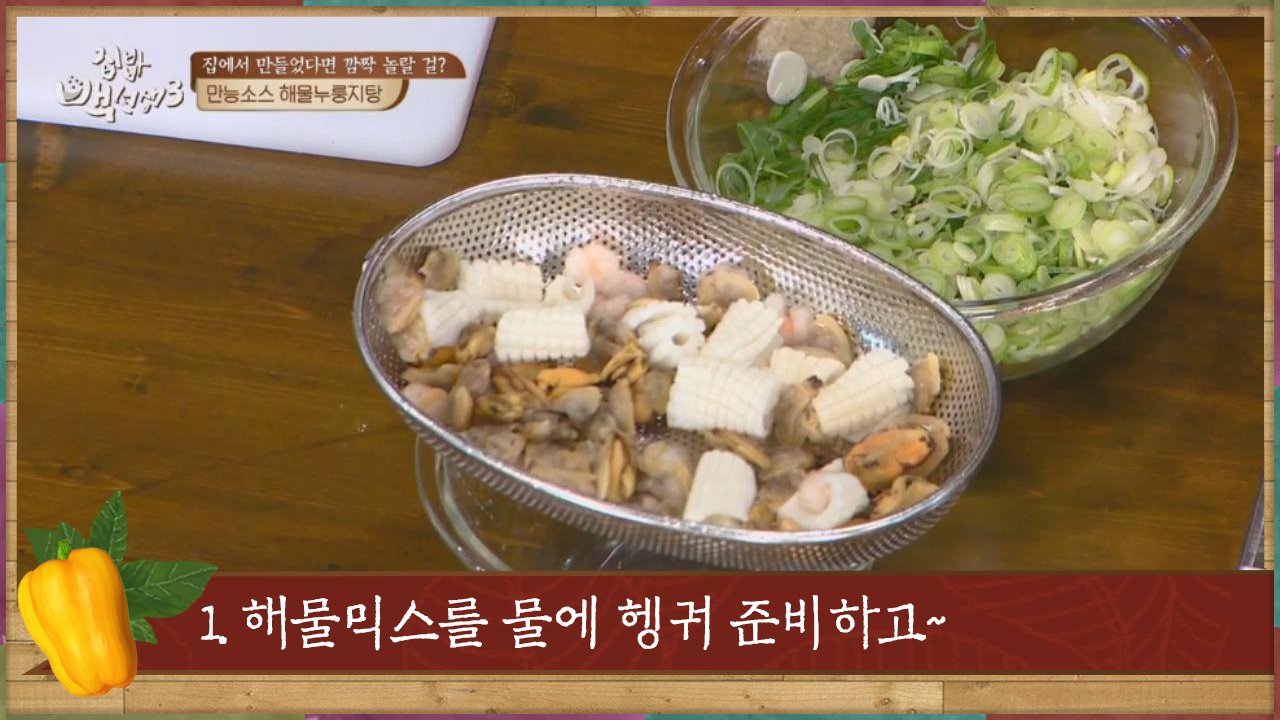 집밥
백선생3
집에서 만들었다면 깜짝 놀랄 걸?
만능소스 해물누룽지탕
1. 해물믹스를 물에 헹궈 준비하고~